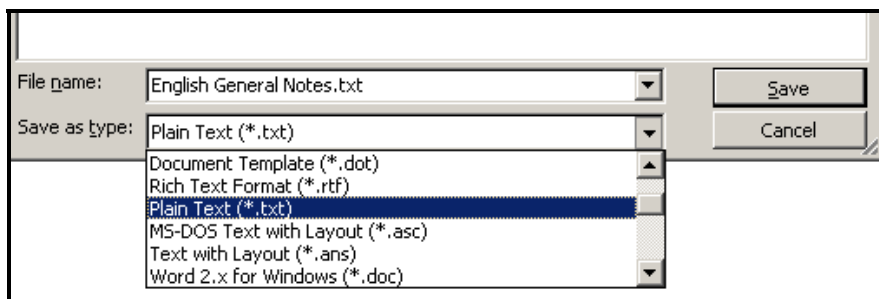 File name:
English General Notes.txt
Save
Save as type:
Plain Text (*.txt)
Cancel
Document Template (*.dot)
Rich Text Format (*.rtf)
Plain Text (*.txt)
MS-DOS Text with Layout (*.asc)
Text with Layout (*.ans)
Word 2.x for Windows (*.doc)